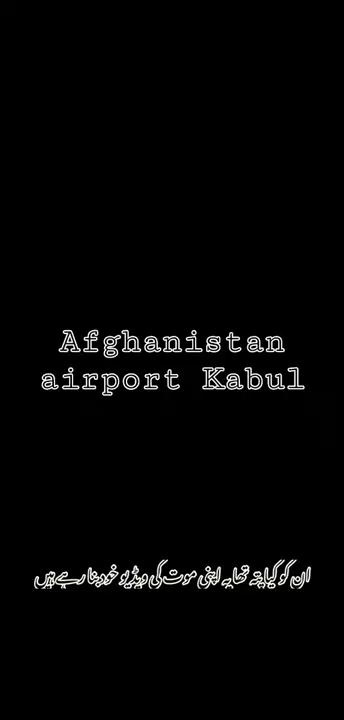 Afghanistan
airport Kabul
ان کو کیا پتہ تھا یہ اپنی موت کی ویڈیو خود بنا رہے ہیں